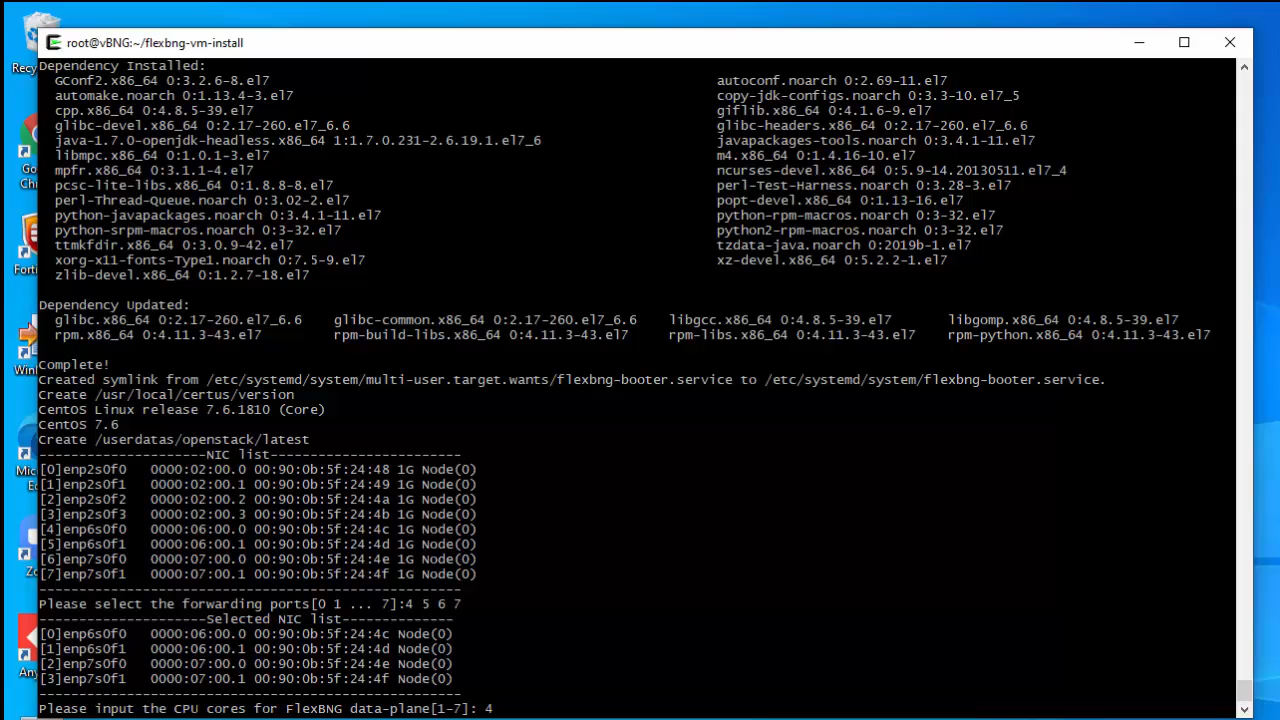 root@vBNG:~/flexbng-vm-install
Dependency Installed:
GConf2.x86_64 0:3.2.6-8.el7 autoconf.noarch 0:2.69-11.el7
automake.noarch 0:1.13.4-3.el7 copy-jdk-configs.noarch 0:3.3-10.el7_5
cpp.x86_64 0:4.8.5-39.el7 giflib.x86_64 0:4.1.6-9.el7
glibc-devel.x86_64 0:2.17-260.el7_6.6 glibc-headers.x86_64 0:2.17-260.el7_6.6
java-1.7.0-openjdk-headless.x86_64 1:1.7.0.231-2.6.19.1.el7_6 javapackages-tools.noarch 0:3.4.1-11.el7
libmpc.x86_64 0:1.0.1-3.el7 m4.x86_64 0:1.4.16-10.el7
mpfr.x86_64 0:3.1.1-4.el7 ncurses-devel.x86_64 0:5.9-14.20130511.el7_4
pcsc-lite-libs.x86_64 0:1.8.8-8.el7 perl-Test-Harness.noarch 0:3.28-3.el7
perl-Thread-Queue.noarch 0:3.02-2.el7 popt-devel.x86_64 0:1.13-16.el7
python-javapackages.noarch 0:3.4.1-11.el7 python-rpm-macros.noarch 0:3-32.el7
python-srpm-macros.noarch 0:3-32.el7 python2-rpm-macros.noarch 0:3-32.el7
ttmkfdir.x86_64 0:3.0.9-42.el7 tzdata-java.noarch 0:2019b-1.el7
xorg-x11-fonts-Type1.noarch 0:7.5-9.el7 xz-devel.x86_64 0:5.2.2-1.el7
zlib-devel.x86_64 0:1.2.7-18.el7
Dependency Updated:
glibc.x86_64 0:2.17-260.el7_6.6 glibc-common.x86_64 0:2.17-260.el7_6.6 libgcc.x86_64 0:4.8.5-39.el7 libgomp.x86_64 0:4.8.5-39.el7
rpm.x86_64 0:4.11.3-43.el7 rpm-build-libs.x86_64 0:4.11.3-43.el7 rpm-libs.x86_64 0:4.11.3-43.el7 rpm-python.x86_64 0:4.11.3-43.el7
Complete!
Created symlink from /etc/systemd/system/multi-user.target.wants/flexbng-booter.service to /etc/systemd/system/flexbng-booter.service.
Create /usr/local/certus/version
CentOS Linux release 7.6.1810 (Core)
CentOS 7.6
Create /userdatas/openstack/latest
---------------------NIC list------------------------
[0]enp2s0f0 0000:02:00.0 00:90:0b:5f:24:48 1G Node(0)
[1]enp2s0f1 0000:02:00.1 00:90:0b:5f:24:49 1G Node(0)
[2]enp2s0f2 0000:02:00.2 00:90:0b:5f:24:4a 1G Node(0)
[3]enp2s0f3 0000:02:00.3 00:90:0b:5f:24:4b 1G Node(0)
[4]enp6s0f0 0000:06:00.0 00:90:0b:5f:24:4c 1G Node(0)
[5]enp6s0f1 0000:06:00.1 00:90:0b:5f:24:4d 1G Node(0)
[6]enp7s0f0 0000:07:00.0 00:90:0b:5f:24:4e 1G Node(0)
[7]enp7s0f1 0000:07:00.1 00:90:0b:5f:24:4f 1G Node(0)
-----------------------------------------------------
Please select the forwarding ports[0 1 ... 7]:4 5 6 7
---------------------Selected NIC list--------------
[0]enp6s0f0 0000:06:00.0 00:90:0b:5f:24:4c Node(0)
[1]enp6s0f1 0000:06:00.1 00:90:0b:5f:24:4d Node(0)
[2]enp7s0f0 0000:07:00.0 00:90:0b:5f:24:4e Node(0)
[3]enp7s0f1 0000:07:00.1 00:90:0b:5f:24:4f Node(0)
-----------------------------------------------------
Please input the CPU cores for FlexBNG data-plane[1-7]: 4